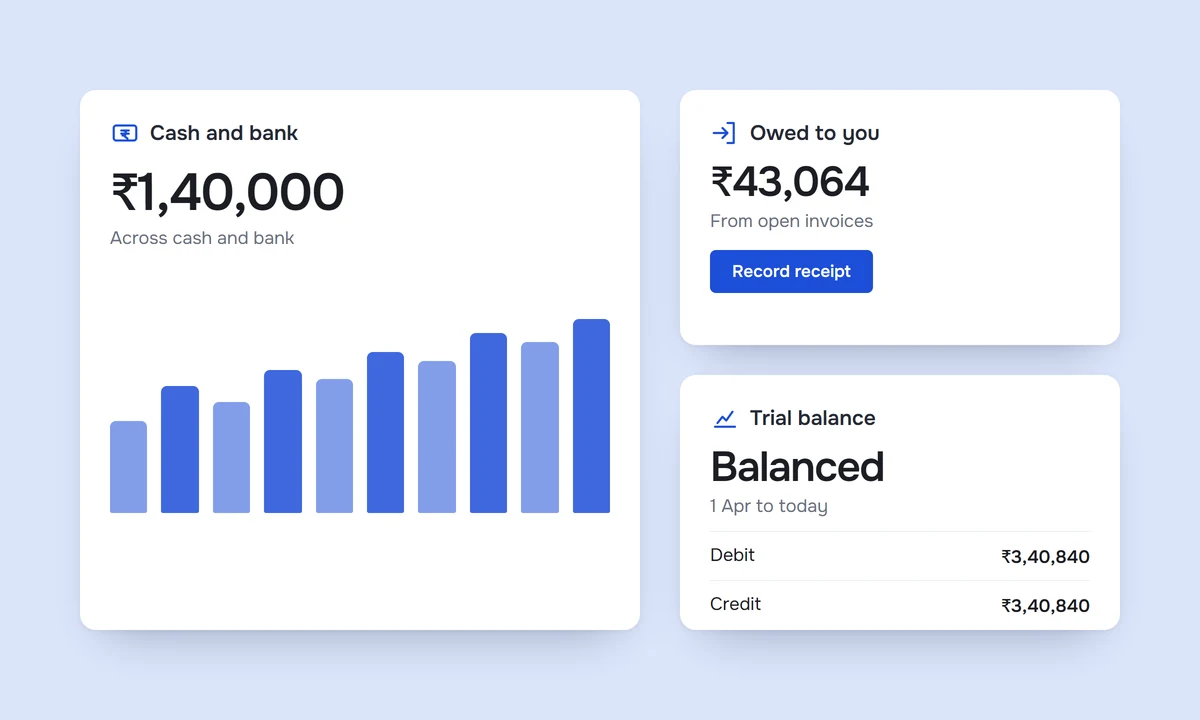 Cash and bank
₹1,40,000
Across cash and bank
Owed to you
₹43,064
From open invoices
Record receipt
Trial balance
Balanced
1 Apr to today
Debit ₹3,40,840
Credit ₹3,40,840